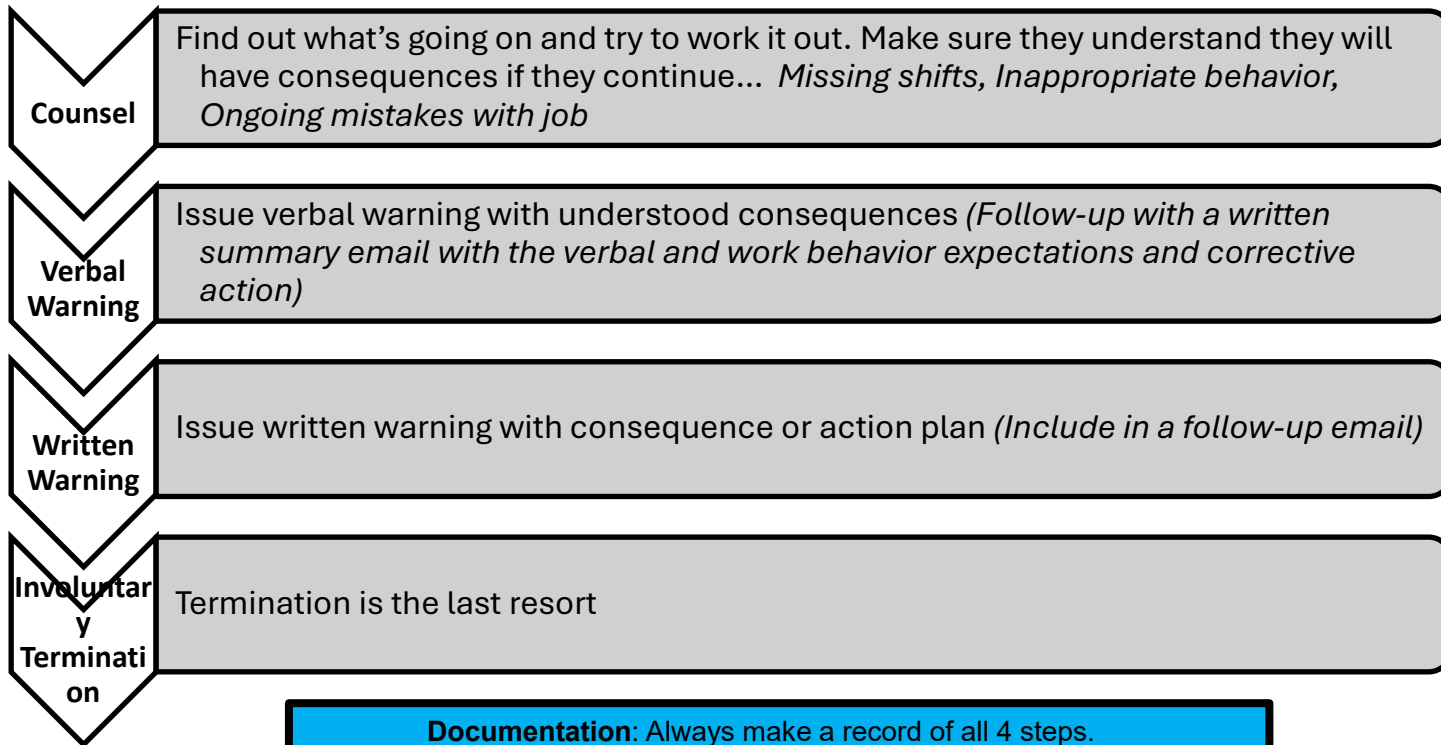 Counsel
Find out what’s going on and try to work it out. Make sure they understand they will
have consequences if they continue… Missing shifts, Inappropriate behavior,
Ongoing mistakes with job
Verbal
Warning
Issue verbal warning with understood consequences (Follow-up with a written
summary email with the verbal and work behavior expectations and corrective
action)
Written
Warning
Issue written warning with consequence or action plan (Include in a follow-up email)
Involuntar
y
Terminati
on
Termination is the last resort
Documentation: Always make a record of all 4 steps.